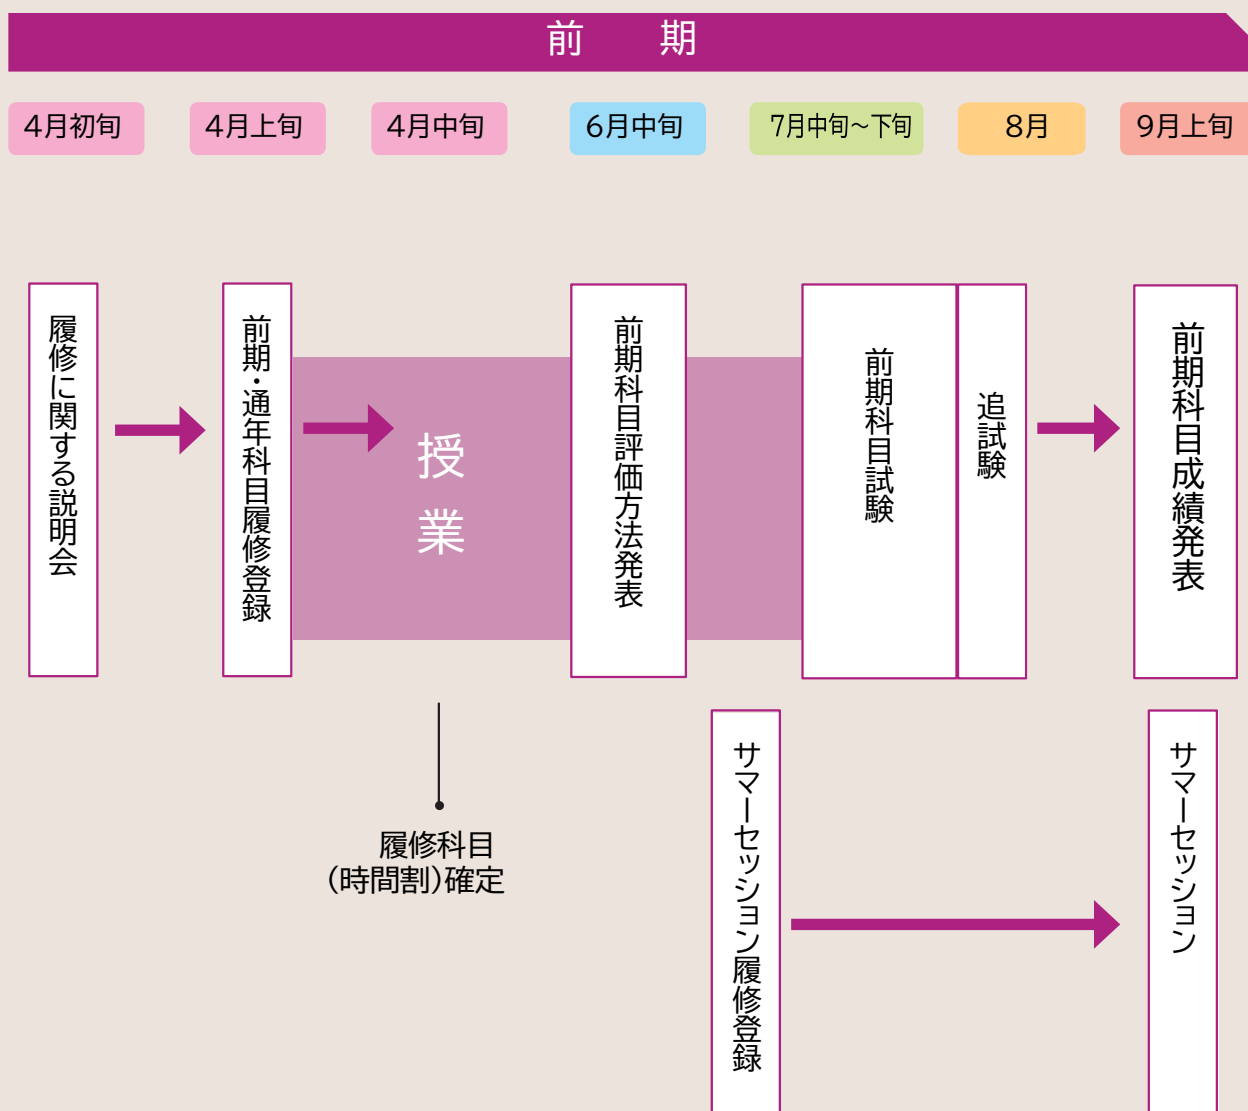 前 期
4月初旬
4月上旬
4月中旬
6月中旬
7月中旬~下旬
8月
9月上旬
履修に関する説明会
前期・通年科目履修登録
授業
前期科目評価方法発表
前期科目試験
追試験
前期科目成績発表
履修科目
(時間割)確定
サマーセッション履修登録
サマーセッション